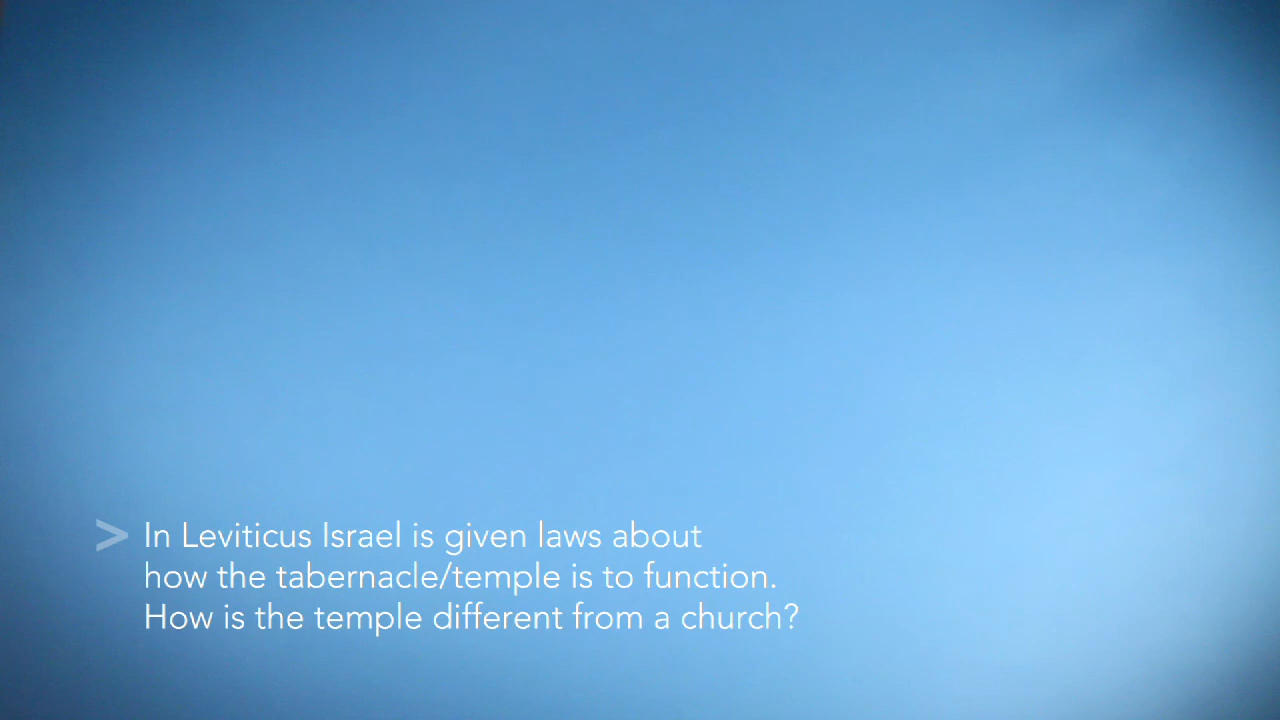 > In Leviticus Israel is given laws about
how the tabernacle/temple is to function.
How is the temple different from a church?